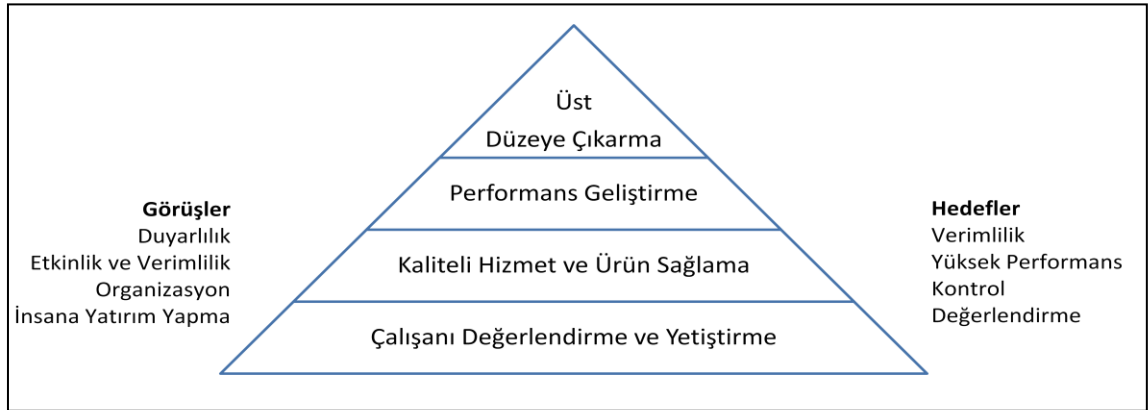 Üst
Düzeye Çıkarma
Performans Geliştirme
Kaliteli Hizmet ve Ürün Sağlama
Çalışanı Değerlendirme ve Yetiştirme
Görüşler
Duyarlılık
Etkinlik ve Verimlilik
Organizasyon
İnsana Yatırım Yapma
Hedefler
Verimlilik
Yüksek Performans
Kontrol
Değerlendirme